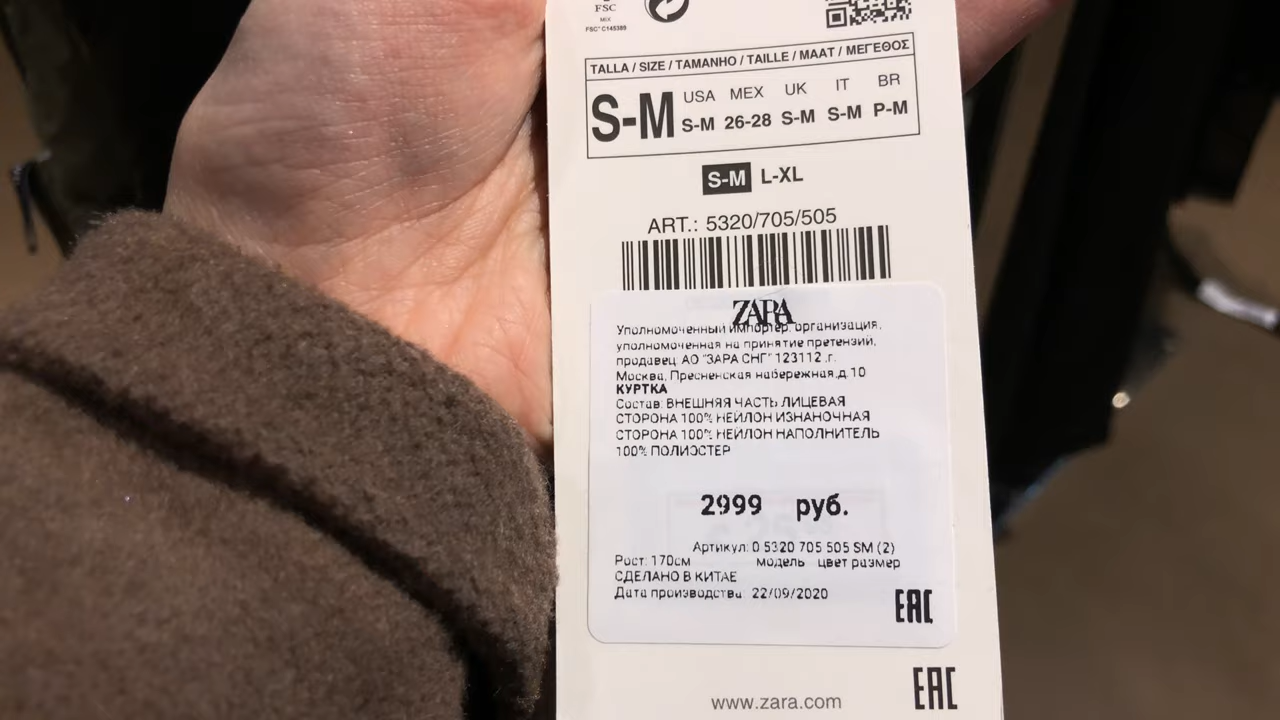 FSC
MIX
FSC® C145389
TALLA / SIZE / TAMANHO / TAILLE / MAAT / ΜΕΓΕΘΟΣ
S-M USA MEX UK IT BR
S-M 26-28 S-M S-M P-M
S-M L-XL
ART.: 5320/705/505
ZARA
Уполномоченный импортер, организация,
уполномоченная на принятие претензий,
продавец АО "ЗАРА СНГ" 123112 ,г.
Москва, Пресненская набережная,д.10
КУРТКА
Состав: ВНЕШНЯЯ ЧАСТЬ ЛИЦЕВАЯ
СТОРОНА 100% НЕЙЛОН ИЗНАНОЧНАЯ
СТОРОНА 100% НЕЙЛОН НАПОЛНИТЕЛЬ
100% ПОЛИЭСТЕР
2999 руб.
Артикул: 0 5320 705 505 SM (2)
Рост: 170см модель цвет размер
СДЕЛАНО В КИТАЕ
Дата производства: 22/09/2020
EAC
EAC
www.zara.com